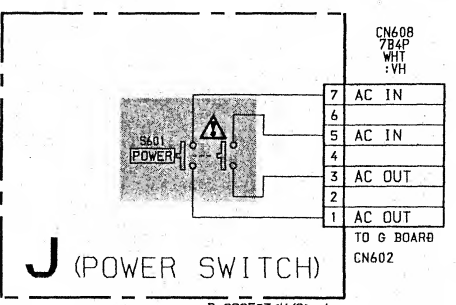 CN608
7B4P
WHT
:VH
7 AC IN
6
5 AC IN
4
3 AC OUT
2
1 AC OUT
TO G BOARD
CN602
S601
POWER
J (POWER SWITCH)